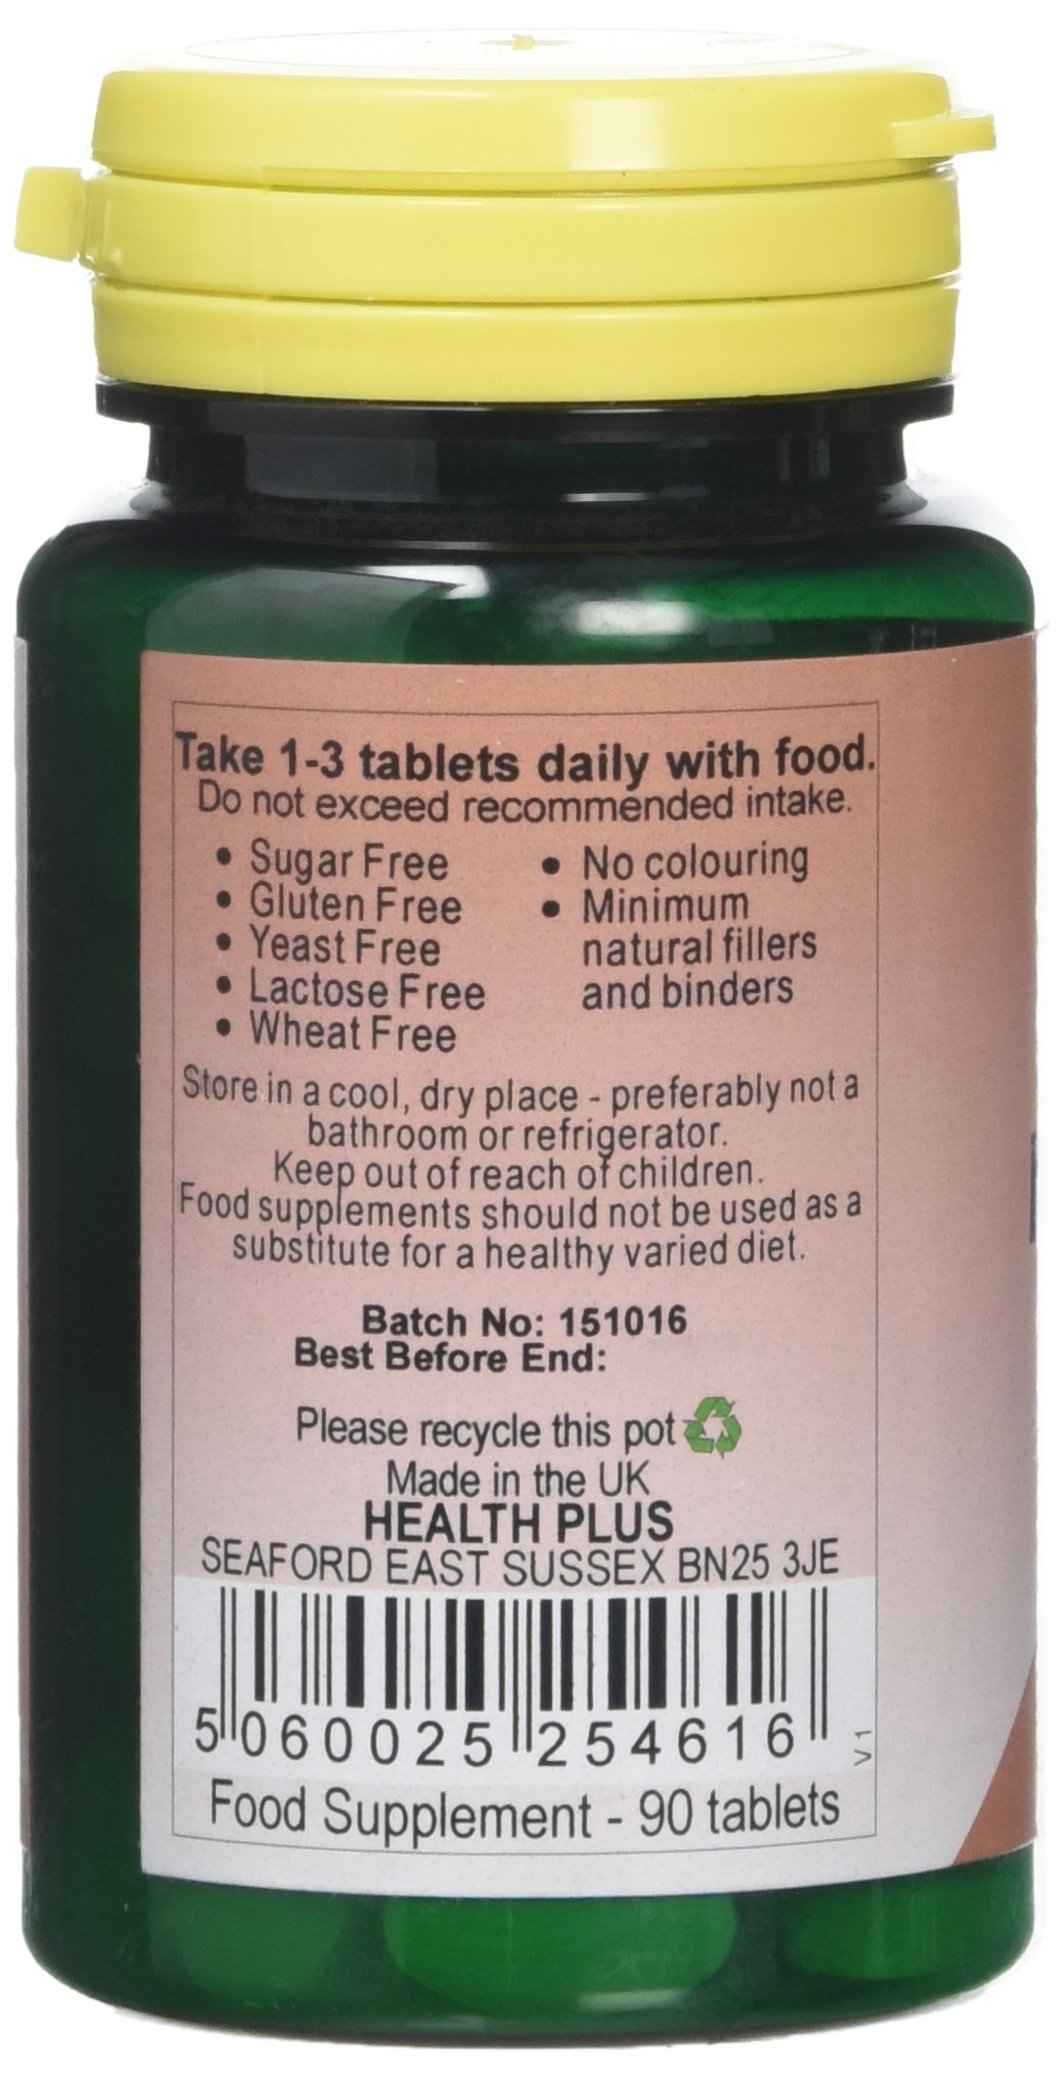 Take 1-3 tablets daily with food.
Do not exceed recommended intake.
• Sugar Free
• Gluten Free
• Yeast Free
• Lactose Free
• Wheat Free
• No colouring
• Minimum
natural fillers
and binders
Store in a cool, dry place - preferably not a
bathroom or refrigerator.
Keep out of reach of children.
Food supplements should not be used as a
substitute for a healthy varied diet.
Batch No: 151016
Best Before End:
Please recycle this pot
Made in the UK
HEALTH PLUS
SEAFORD EAST SUSSEX BN25 3JE
5 060025 254616
V1
Food Supplement - 90 tablets